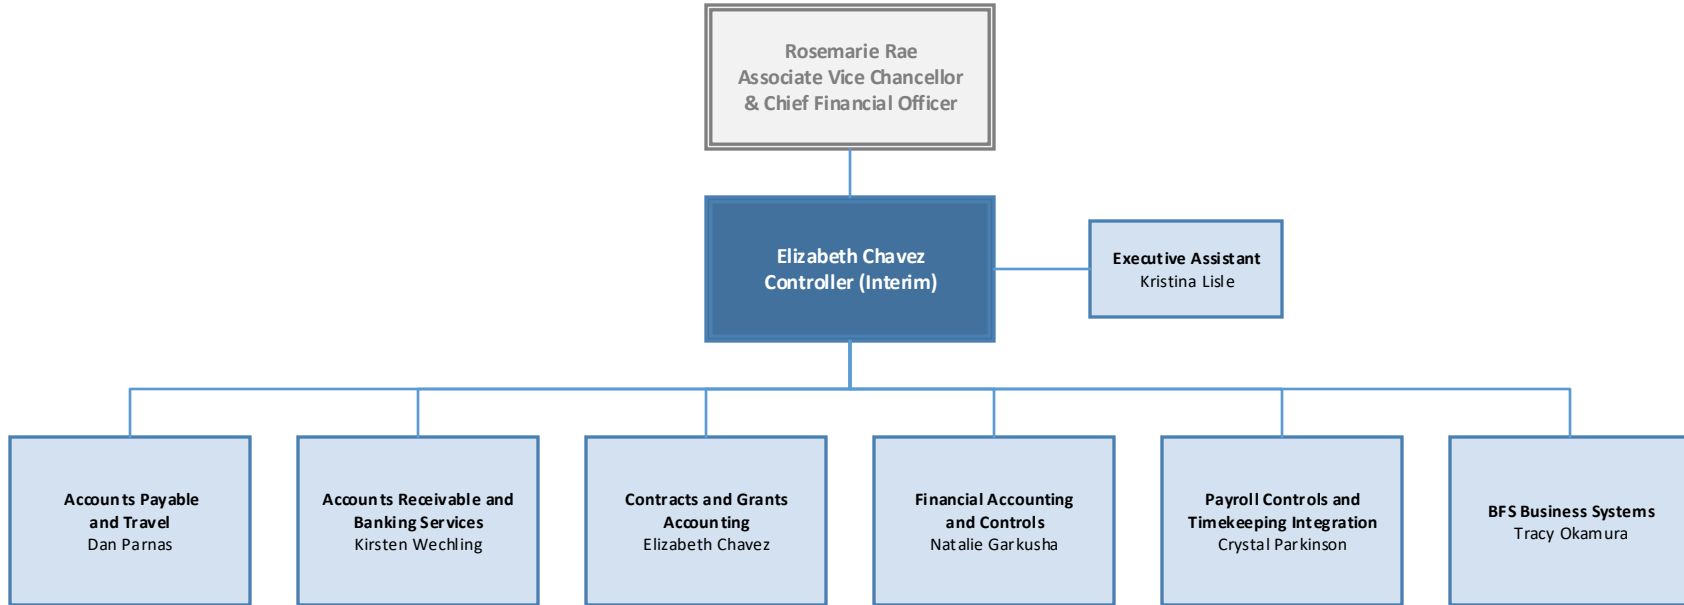 Rosemarie Rae
Associate Vice Chancellor
& Chief Financial Officer
Elizabeth Chavez
Controller (Interim)
Executive Assistant
Kristina Lisle
Accounts Payable
and Travel
Dan Parnas
Accounts Receivable and
Banking Services
Kirsten Wechling
Contracts and Grants
Accounting
Elizabeth Chavez
Financial Accounting
and Controls
Natalie Garkusha
Payroll Controls and
Timekeeping Integration
Crystal Parkinson
BFS Business Systems
Tracy Okamura